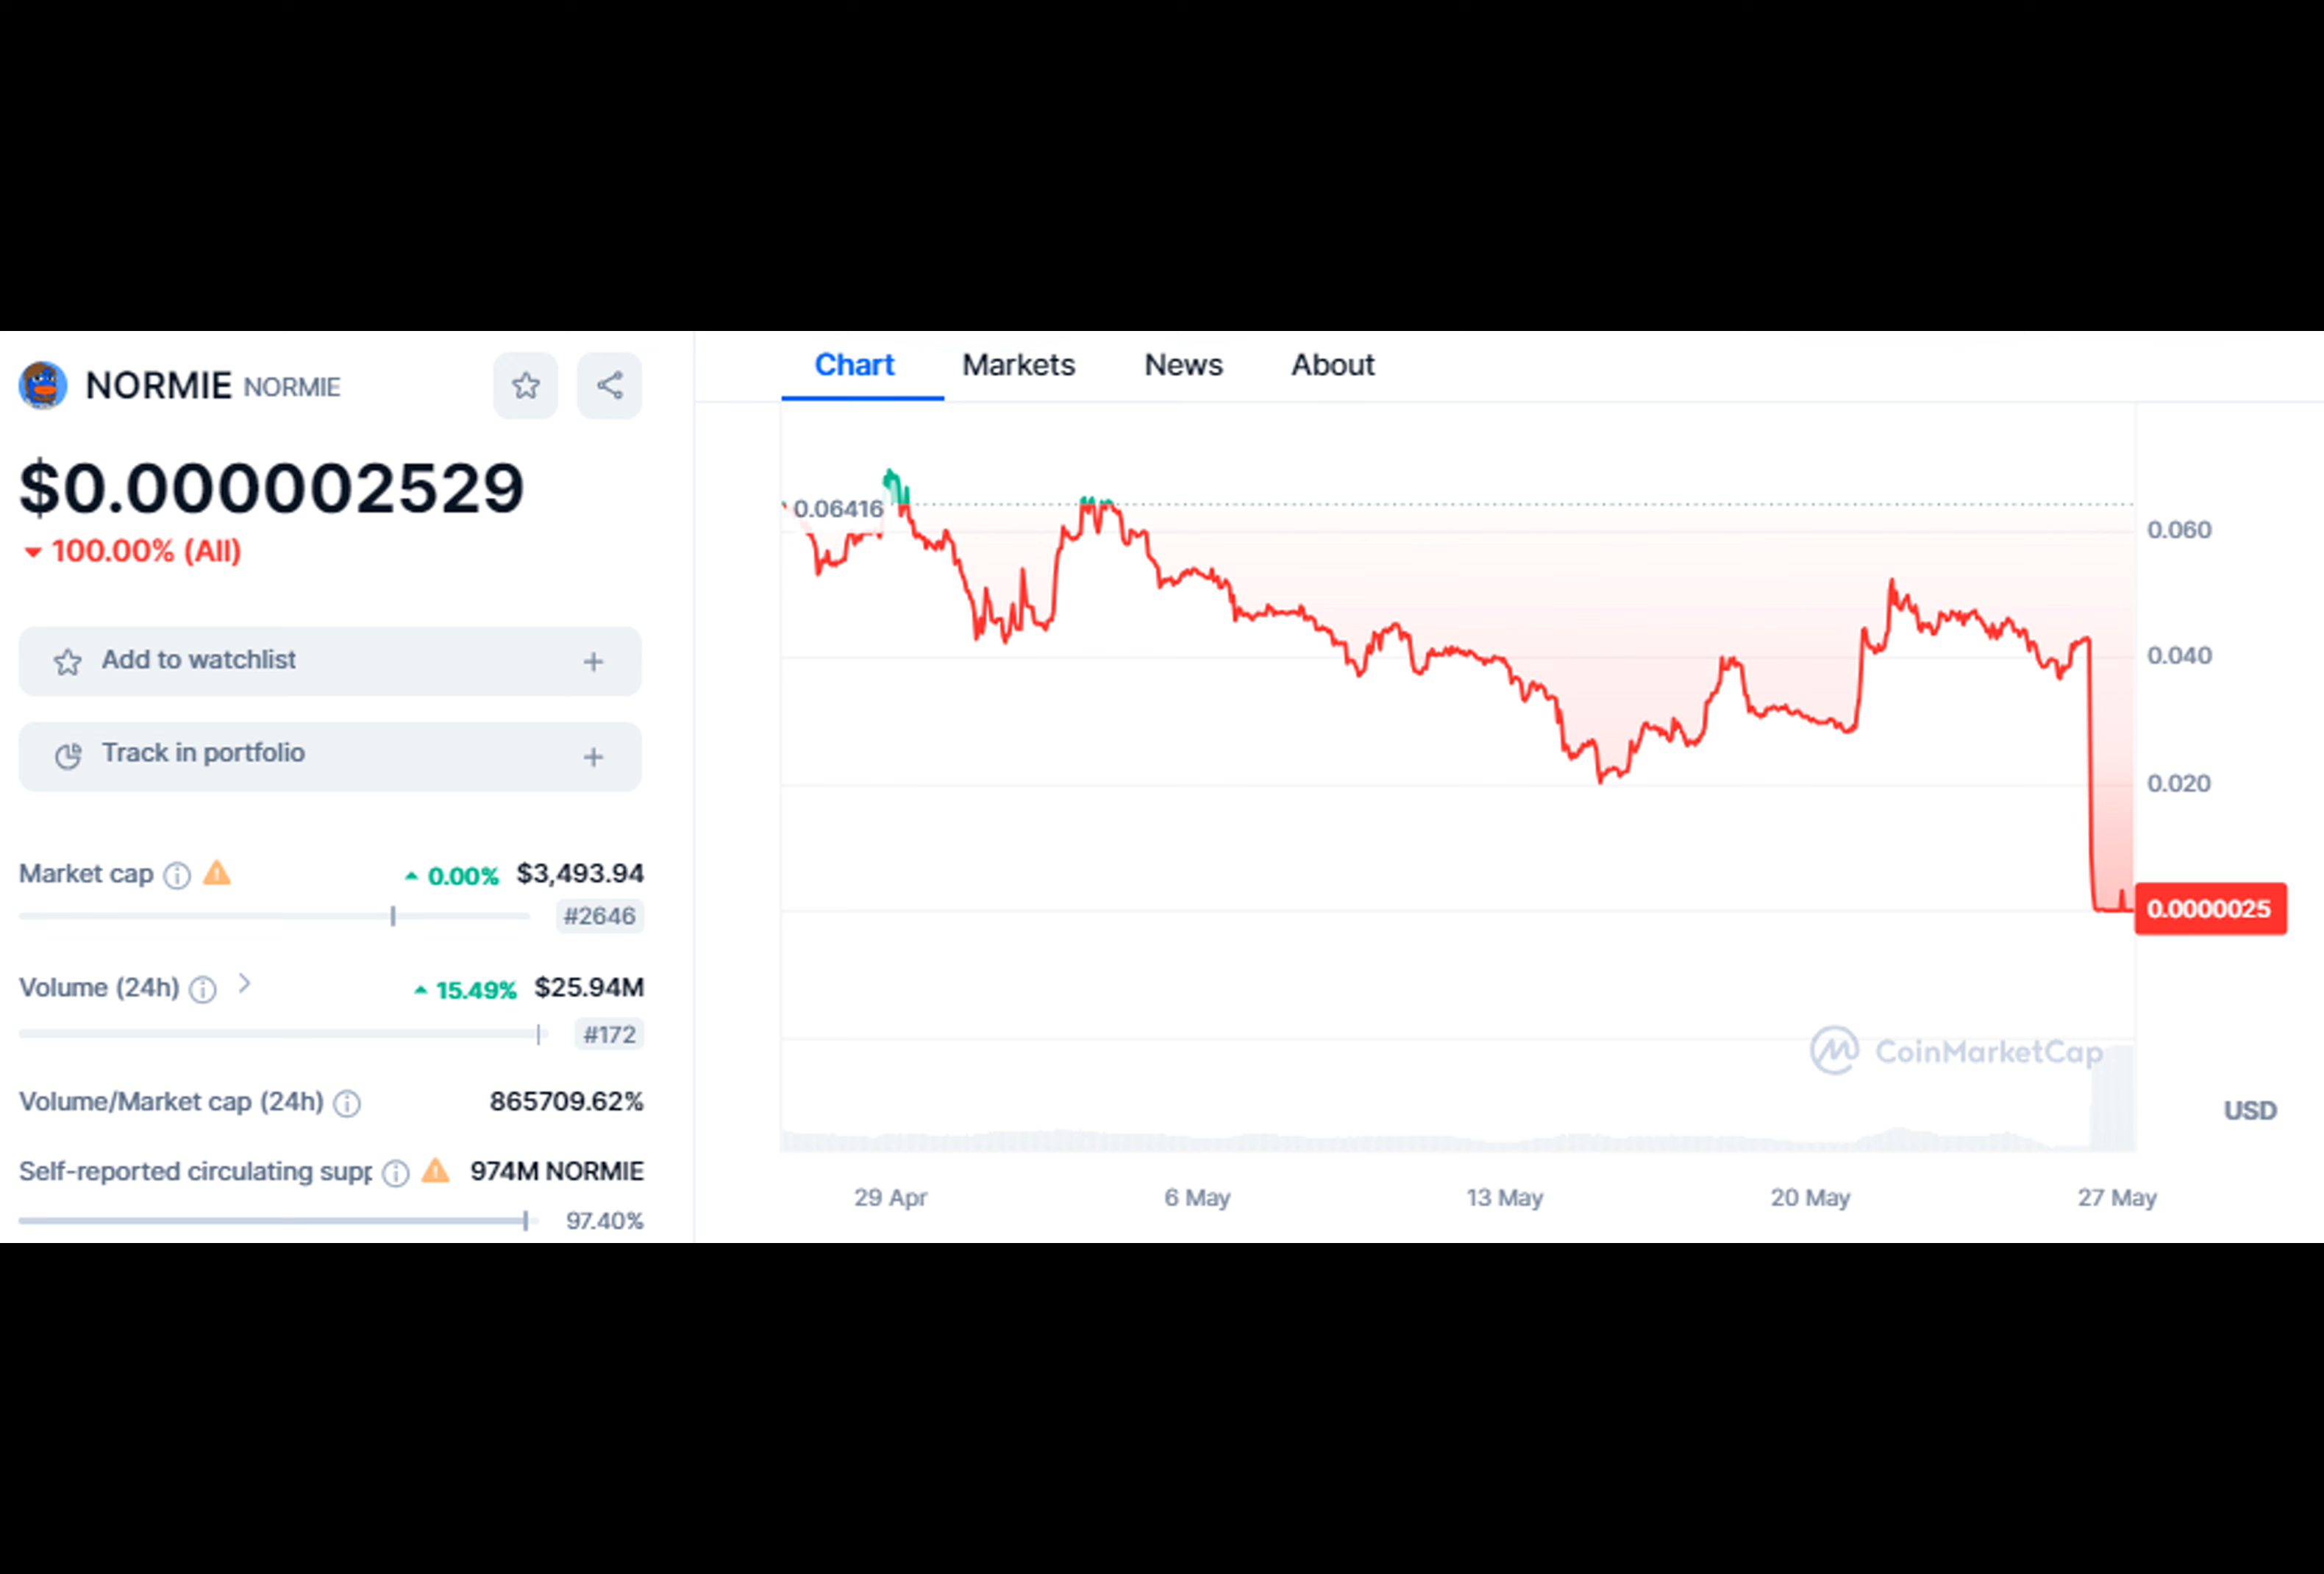 NORMIE NORMIE
$0.000002529
100.00% (All)
Add to watchlist +
Track in portfolio +
Market cap 0.00% $3,493.94
#2646
Volume (24h) 15.49% $25.94M
#172
Volume/Market cap (24h) 865709.62%
Self-reported circulating supp 974M NORMIE
97.40%
Chart Markets News About
0.06416
0.060
0.040
0.020
0.0000025
CoinMarketCap
USD
29 Apr 6 May 13 May 20 May 27 May